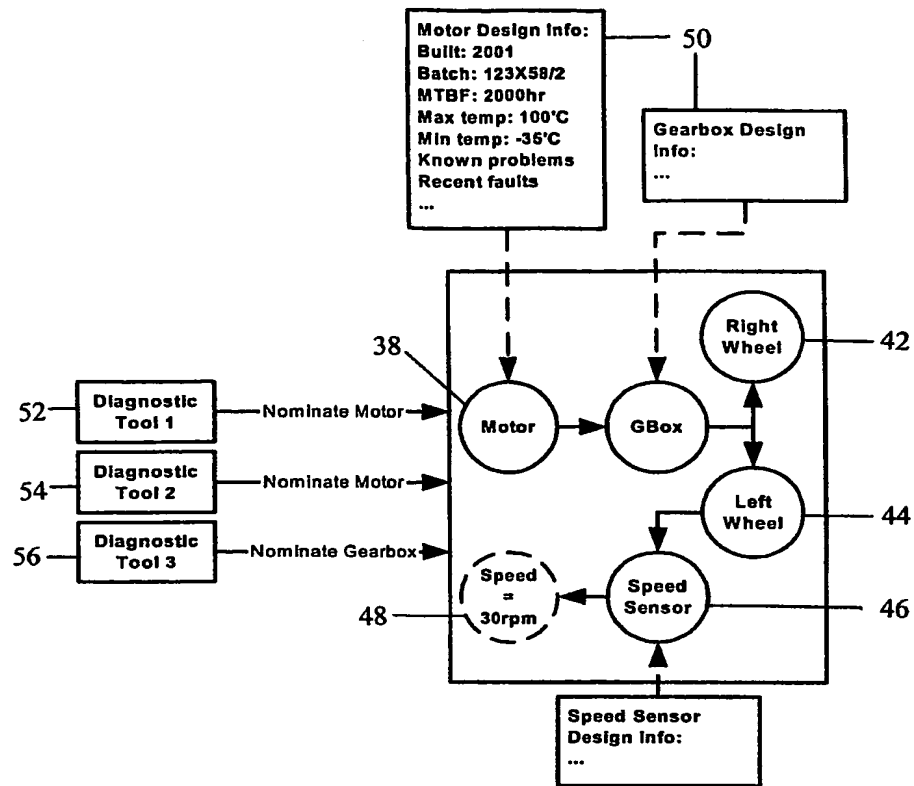 Motor Design Info:
Built: 2001
Batch: 123X58/2
MTBF: 2000hr
Max temp: 100'C
Min temp: -35'C
Known problems
Recent faults
...
50
Gearbox Design
Info:
...
Right
Wheel
42
38
Motor
GBox
52
Diagnostic
Tool 1
Nominate Motor
54
Diagnostic
Tool 2
Nominate Motor
Left
Wheel
44
56
Diagnostic
Tool 3
Nominate Gearbox
Speed
=
30rpm
48
Speed
Sensor
46
Speed Sensor
Design Info:
...